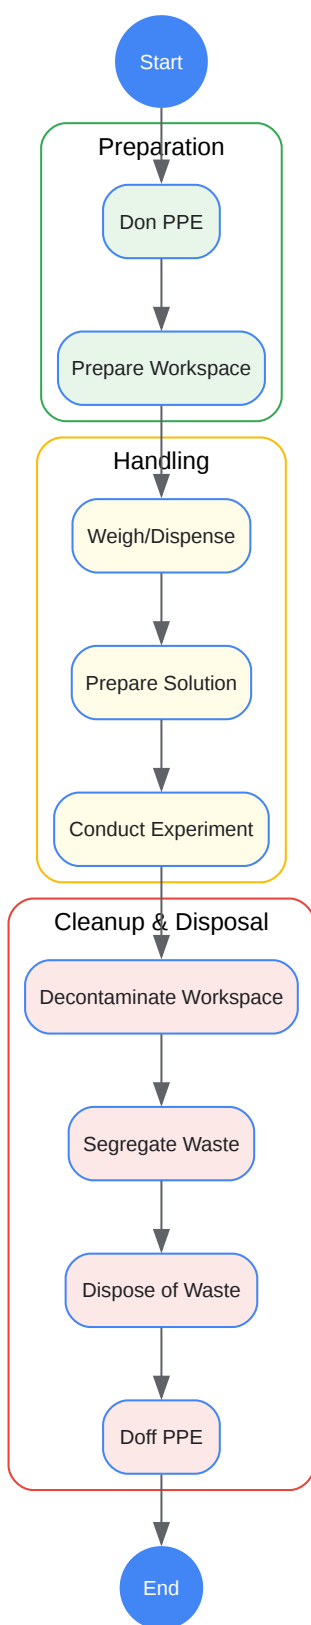 Start
Preparation
Don PPE
Prepare Workspace
Handling
Weigh/Dispense
Prepare Solution
Conduct Experiment
Cleanup & Disposal
Decontaminate Workspace
Segregate Waste
Dispose of Waste
Doff PPE
End